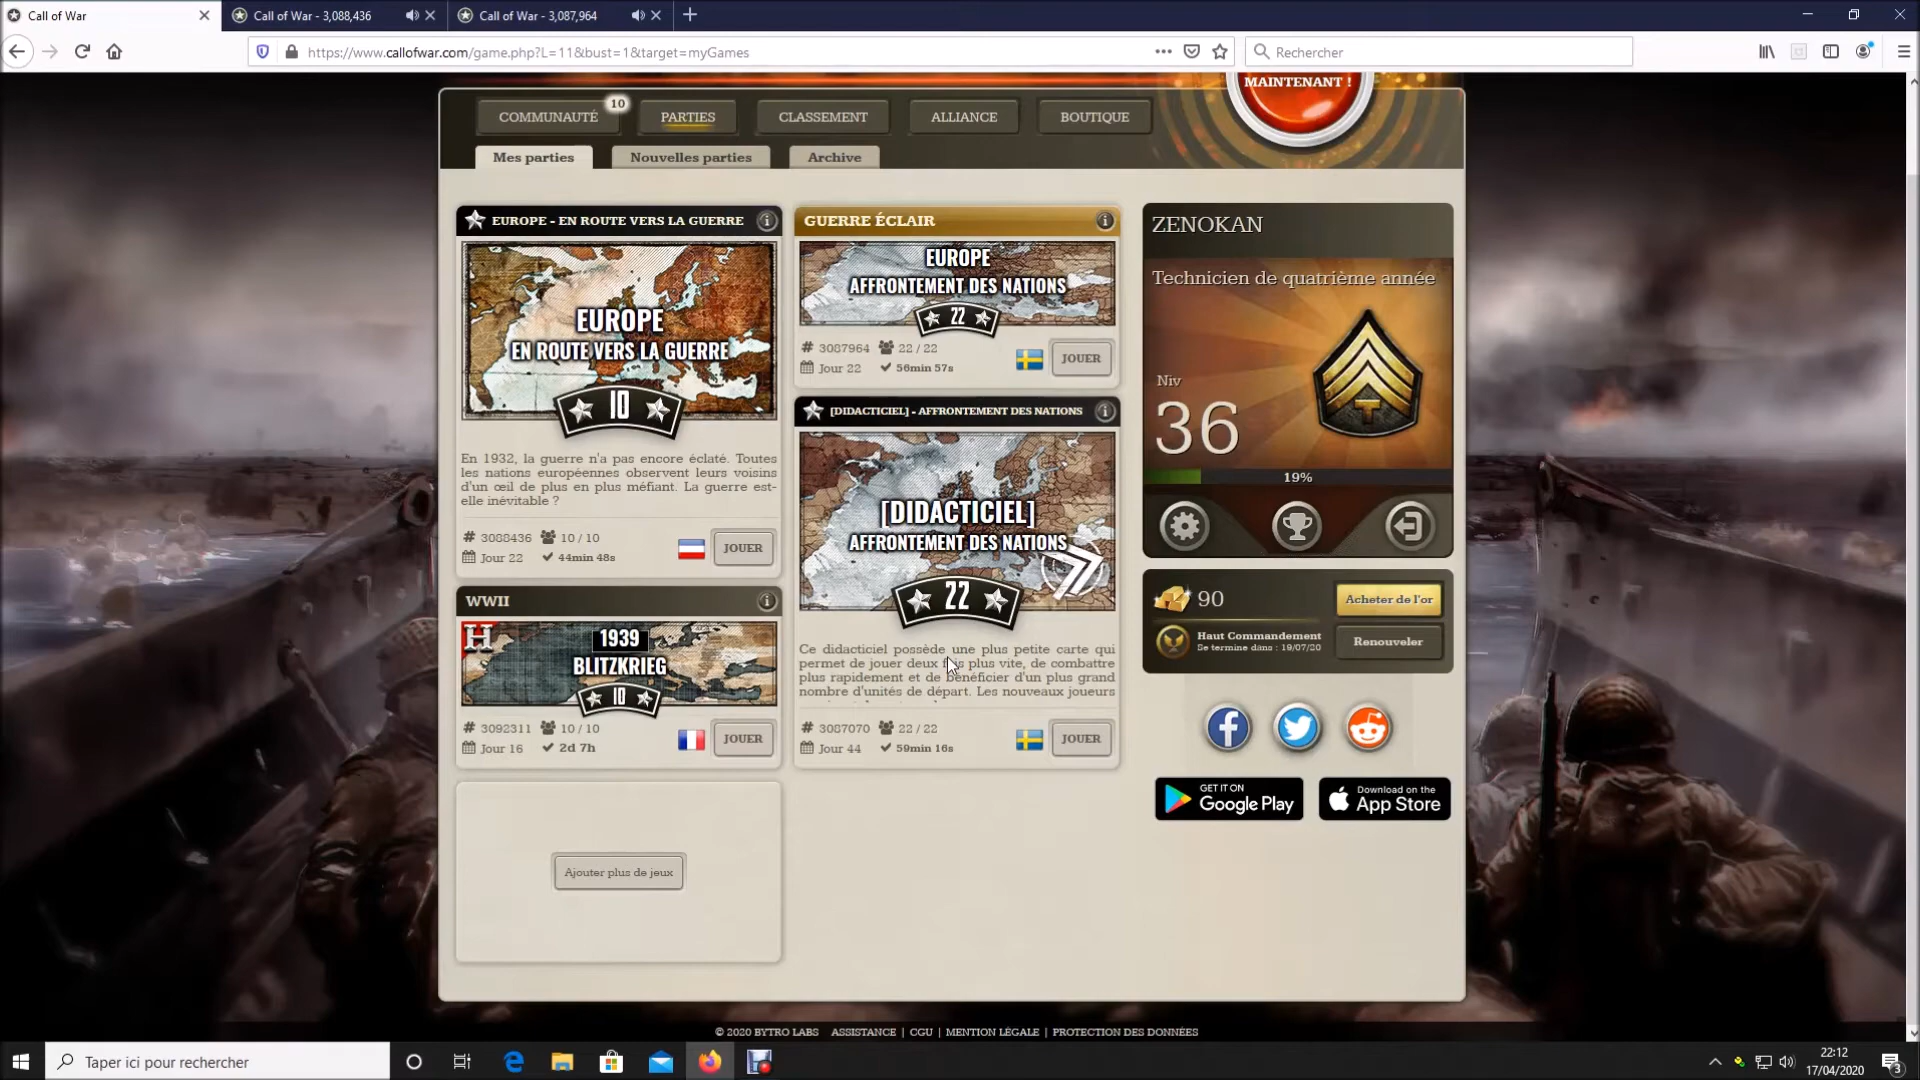 Call of War
Call of War - 3,088,436
Call of War - 3,087,964
https://www.callofwar.com/game.php?L=11&bust=1&target=myGames
Rechercher
MAINTENANT !
COMMUNAUTÉ
10
PARTIES
CLASSEMENT
ALLIANCE
BOUTIQUE
Mes parties
Nouvelles parties
Archive
EUROPE - EN ROUTE VERS LA GUERRE
EUROPE
EN ROUTE VERS LA GUERRE
10
En 1932, la guerre n'a pas encore éclaté. Toutes
les nations européennes observent leurs voisins
d'un œil de plus en plus méfiant. La guerre est-
elle inévitable ?
# 3088436 10 / 10
Jour 22 44min 48s
JOUER
WWII
H
1939
BLITZKRIEG
10
# 3092311 10 / 10
Jour 16 2d 7h
JOUER
Ajouter plus de jeux
GUERRE ÉCLAIR
EUROPE
AFFRONTEMENT DES NATIONS
22
# 3087964 22 / 22
Jour 22 56min 57s
JOUER
[DIDACTICIEL] - AFFRONTEMENT DES NATIONS
[DIDACTICIEL]
AFFRONTEMENT DES NATIONS
22
Ce didacticiel possède une plus petite carte qui
permet de jouer deux fois plus vite, de combattre
plus rapidement et de bénéficier d'un plus grand
nombre d'unités de départ. Les nouveaux joueurs
# 3087070 22 / 22
Jour 44 59min 16s
JOUER
ZENOKAN
Technicien de quatrième année
Niv
36
T
19%
90
Acheter de l'or
Haut Commandement
Se termine dans : 19/07/20
Renouveler
GET IT ON
Google Play
Download on the
App Store
© 2020 BYTRO LABS ASSISTANCE | CGU | MENTION LÉGALE | PROTECTION DES DONNÉES
Taper ici pour rechercher
22:12
17/04/2020
3